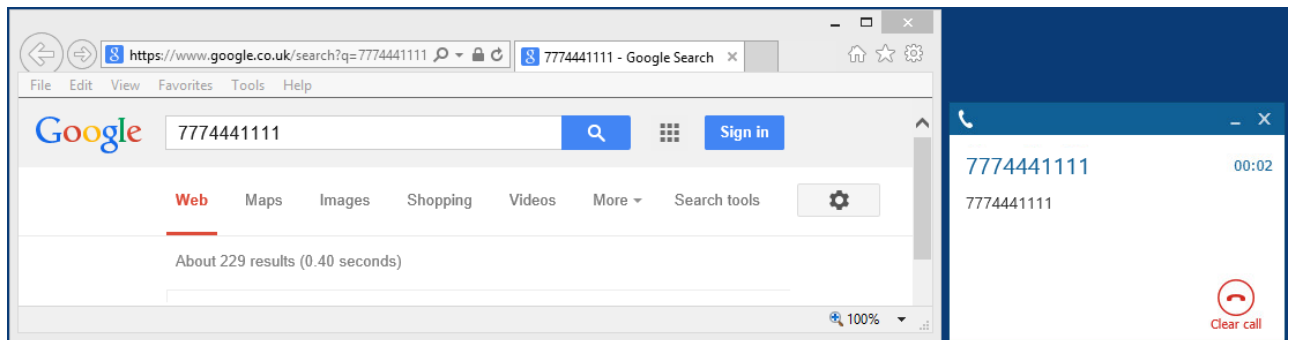 https://www.google.co.uk/search?q=7774441111
7774441111 - Google Search
File Edit View Favorites Tools Help
Google 7774441111 Sign in
Web Maps Images Shopping Videos More Search tools
About 229 results (0.40 seconds)
100%
7774441111 00:02
7774441111
Clear call